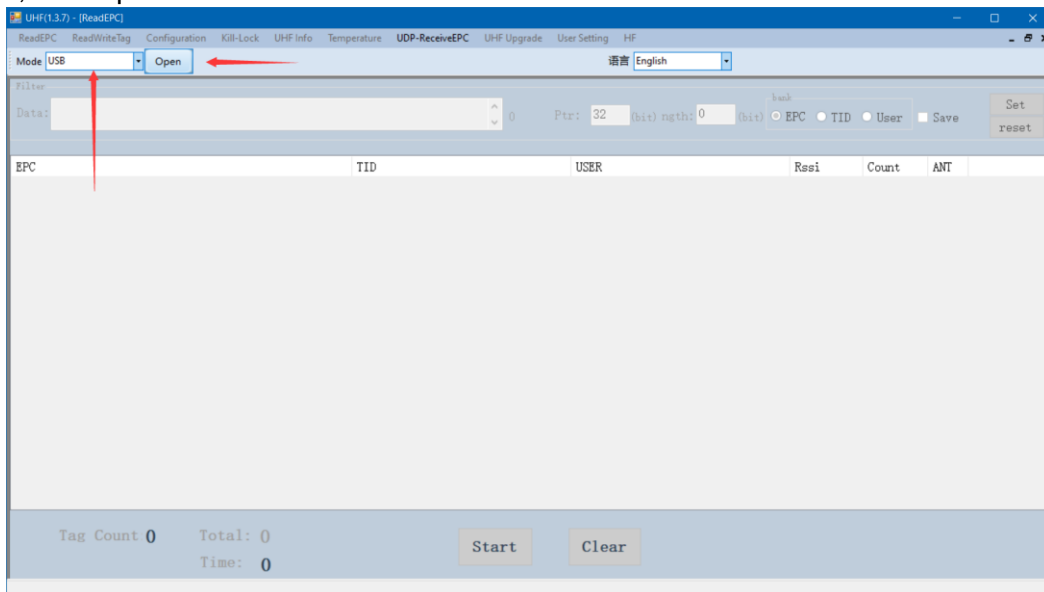 UHF(1.3.7) - [ReadEPC]
ReadEPC ReadWriteTag Configuration Kill-Lock UHF Info Temperature UDP-ReceiveEPC UHF Upgrade User Setting HF
Mode USB Open 语言 English
Filter
Data: 0 Ptr: 32 (bit) ngth: 0 (bit) bank EPC TID User Save Set
reset
EPC TID USER Rssi Count ANT
Tag Count 0 Total: 0 Start Clear
Time: 0